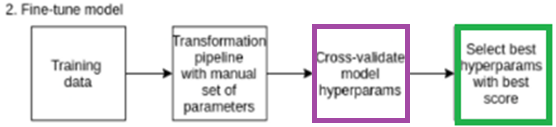 2. Fine-tune model
Training
data
Transformation
pipeline
with manual
set of
parameters
Cross-validate
model
hyperparams
Select best
hyperparams
with best
score